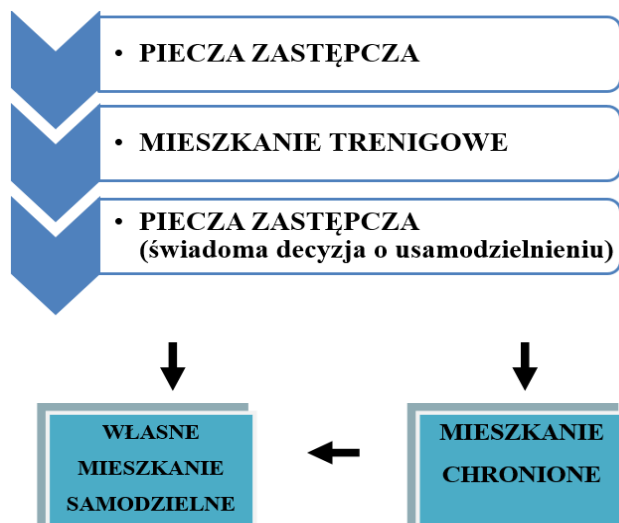 • PIECZA ZASTĘPCZA
• MIESZKANIE TRENIGOWE
• PIECZA ZASTĘPCZA
(świadoma decyzja o usamodzielnieniu)
WŁASNE
MIESZKANIE
SAMODZIELNE
MIESZKANIE
CHRONIONE